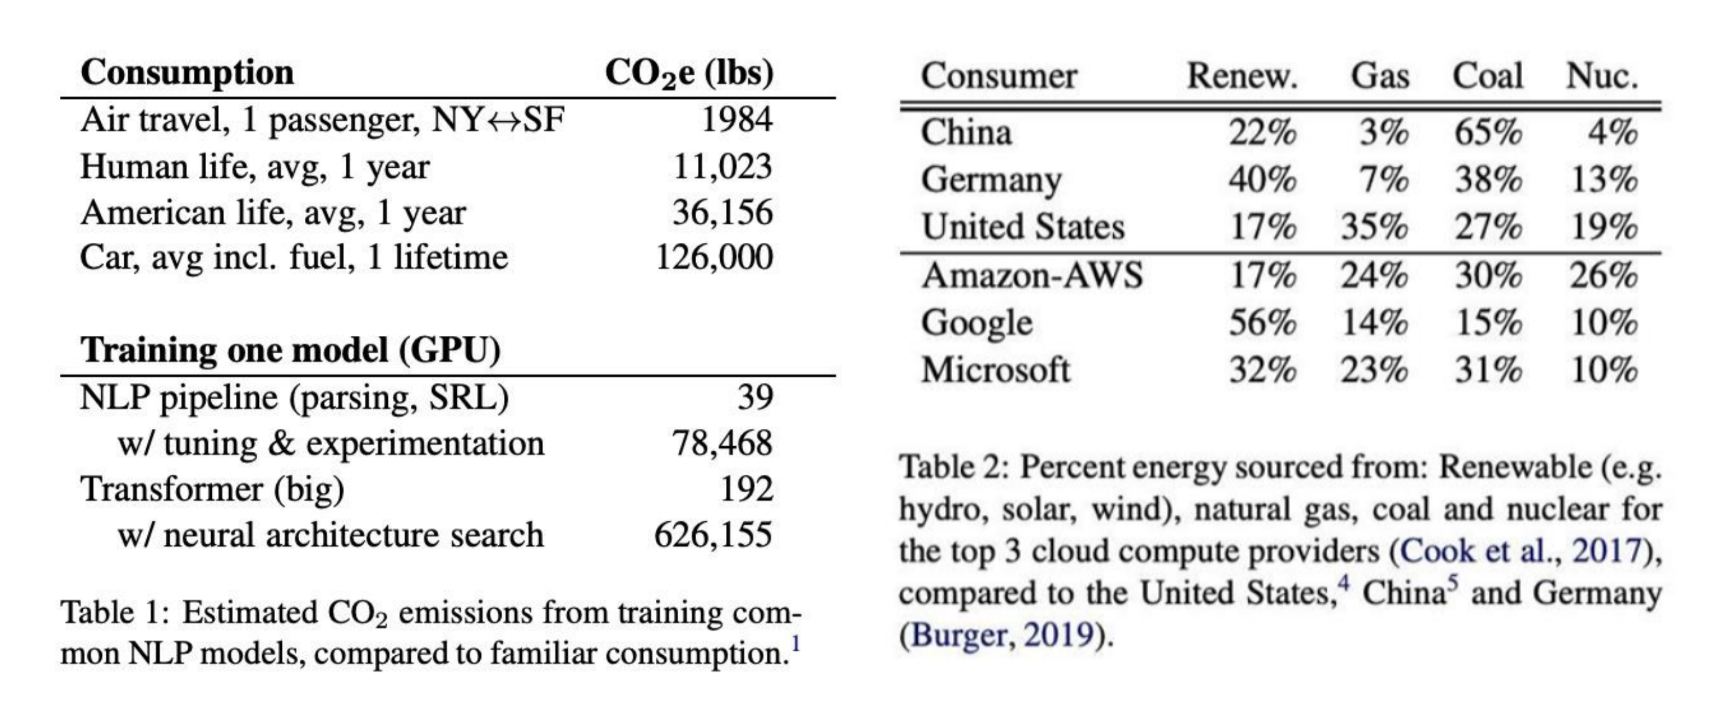 Consumption CO₂e (lbs)
Air travel, 1 passenger, NY↔SF 1984
Human life, avg, 1 year 11,023
American life, avg, 1 year 36,156
Car, avg incl. fuel, 1 lifetime 126,000
Training one model (GPU)
NLP pipeline (parsing, SRL) 39
w/ tuning & experimentation 78,468
Transformer (big) 192
w/ neural architecture search 626,155
Table 1: Estimated CO₂ emissions from training com-
mon NLP models, compared to familiar consumption.¹
Consumer Renew. Gas Coal Nuc.
China 22% 3% 65% 4%
Germany 40% 7% 38% 13%
United States 17% 35% 27% 19%
Amazon-AWS 17% 24% 30% 26%
Google 56% 14% 15% 10%
Microsoft 32% 23% 31% 10%
Table 2: Percent energy sourced from: Renewable (e.g.
hydro, solar, wind), natural gas, coal and nuclear for
the top 3 cloud compute providers (Cook et al., 2017),
compared to the United States,⁴ China⁵ and Germany
(Burger, 2019).